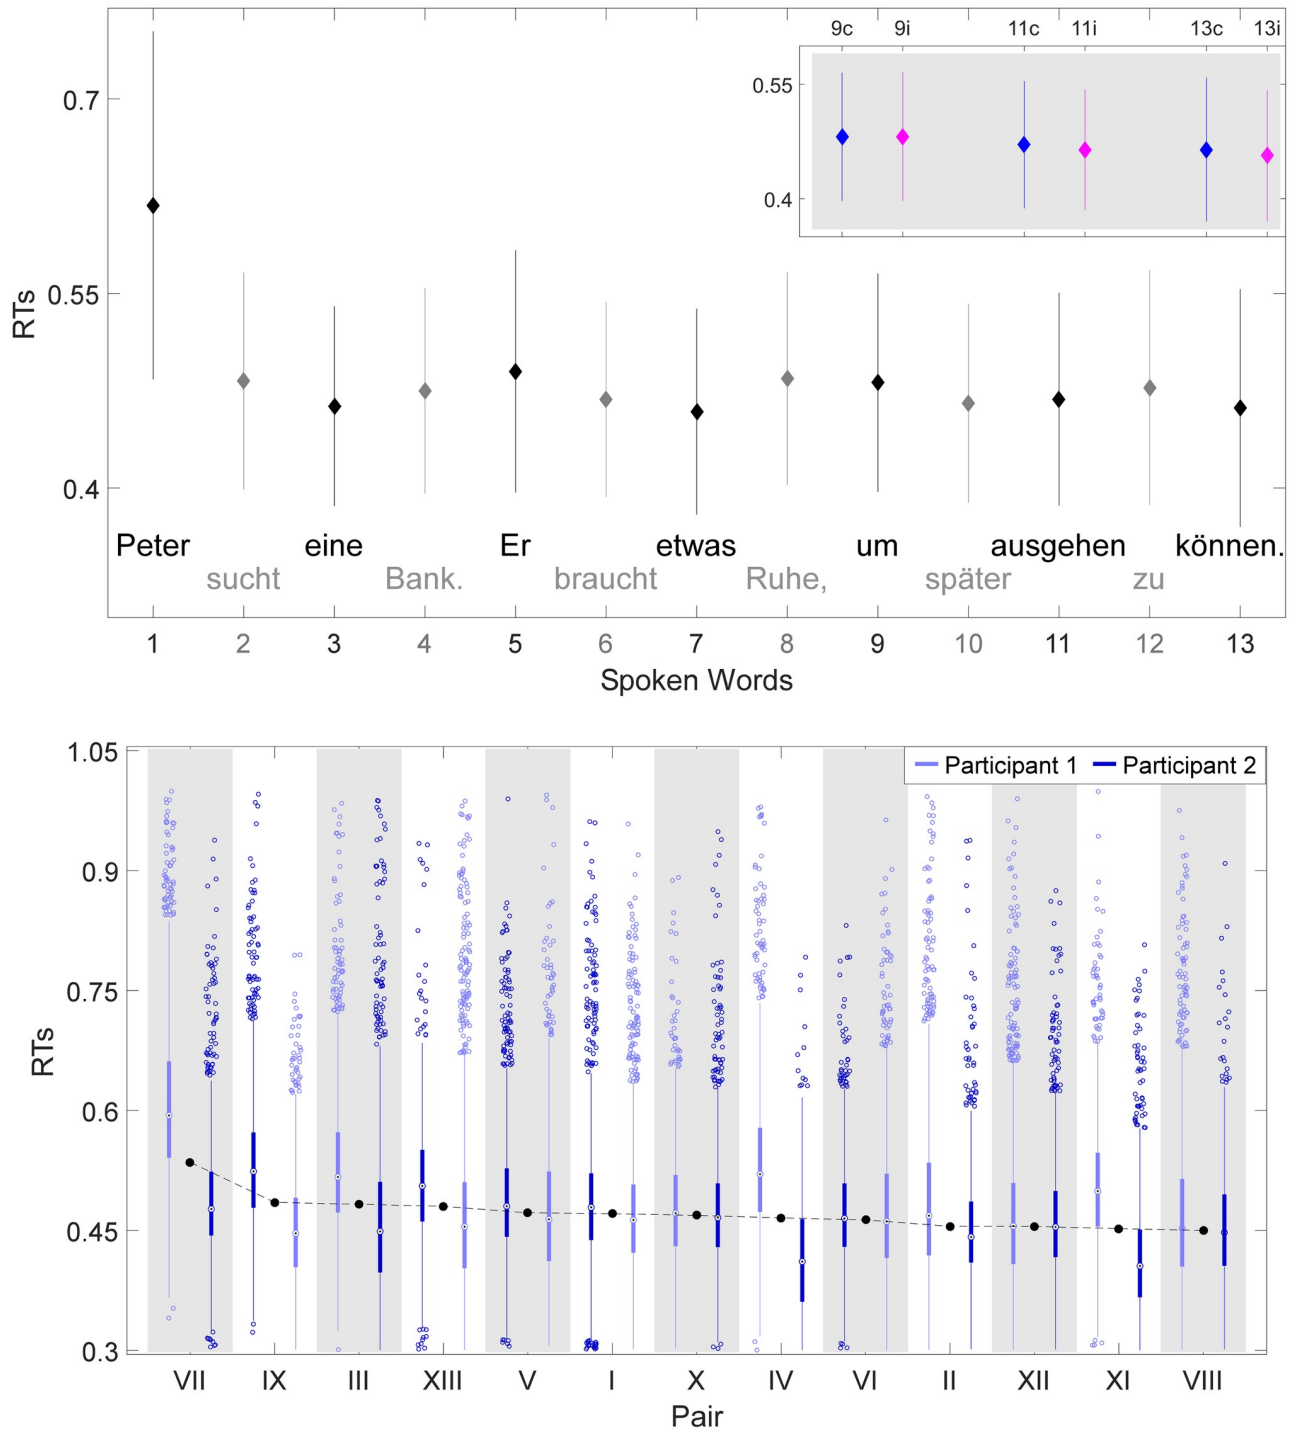 9c 9i 11c 11i 13c 13i
0.55
0.4
0.7
0.55
0.4
RTs
Peter eine Er etwas um ausgehen können.
sucht Bank. braucht Ruhe, später zu
1 2 3 4 5 6 7 8 9 10 11 12 13
Spoken Words
Participant 1 Participant 2
1.05
0.9
0.75
0.6
0.45
0.3
RTs
VII IX III XIII V I X IV VI II XII XI VIII
Pair